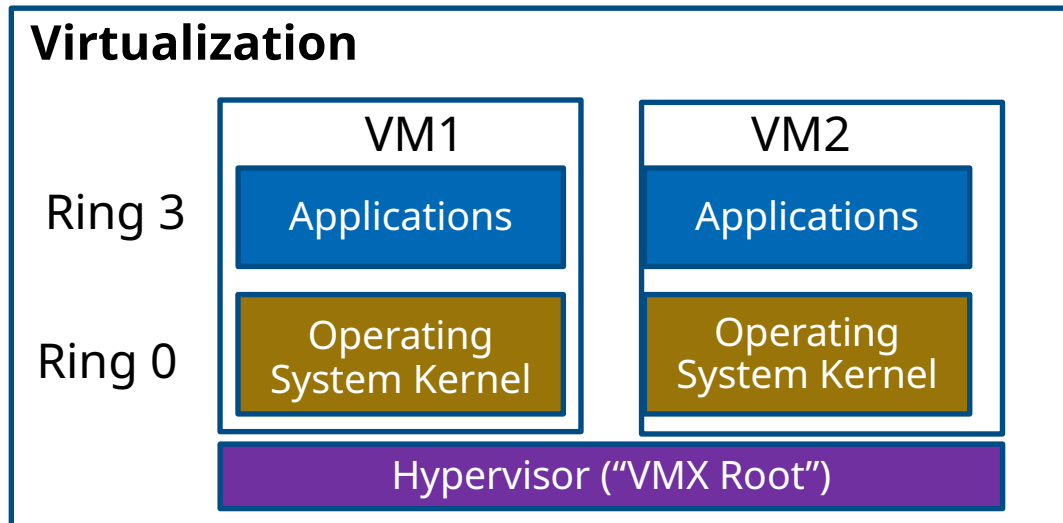 Virtualization
VM1
VM2
Ring 3
Applications
Applications
Ring 0
Operating
System Kernel
Operating
System Kernel
Hypervisor (“VMX Root”)